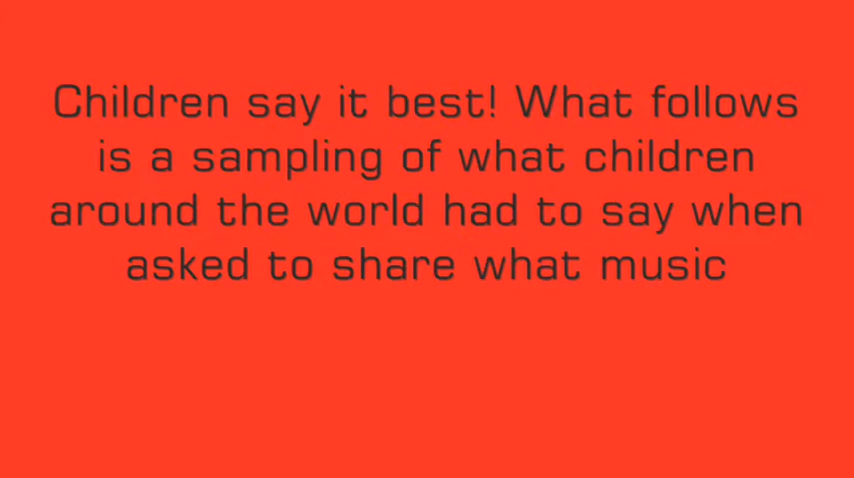 Children say it best! What follows
is a sampling of what children
around the world had to say when
asked to share what music